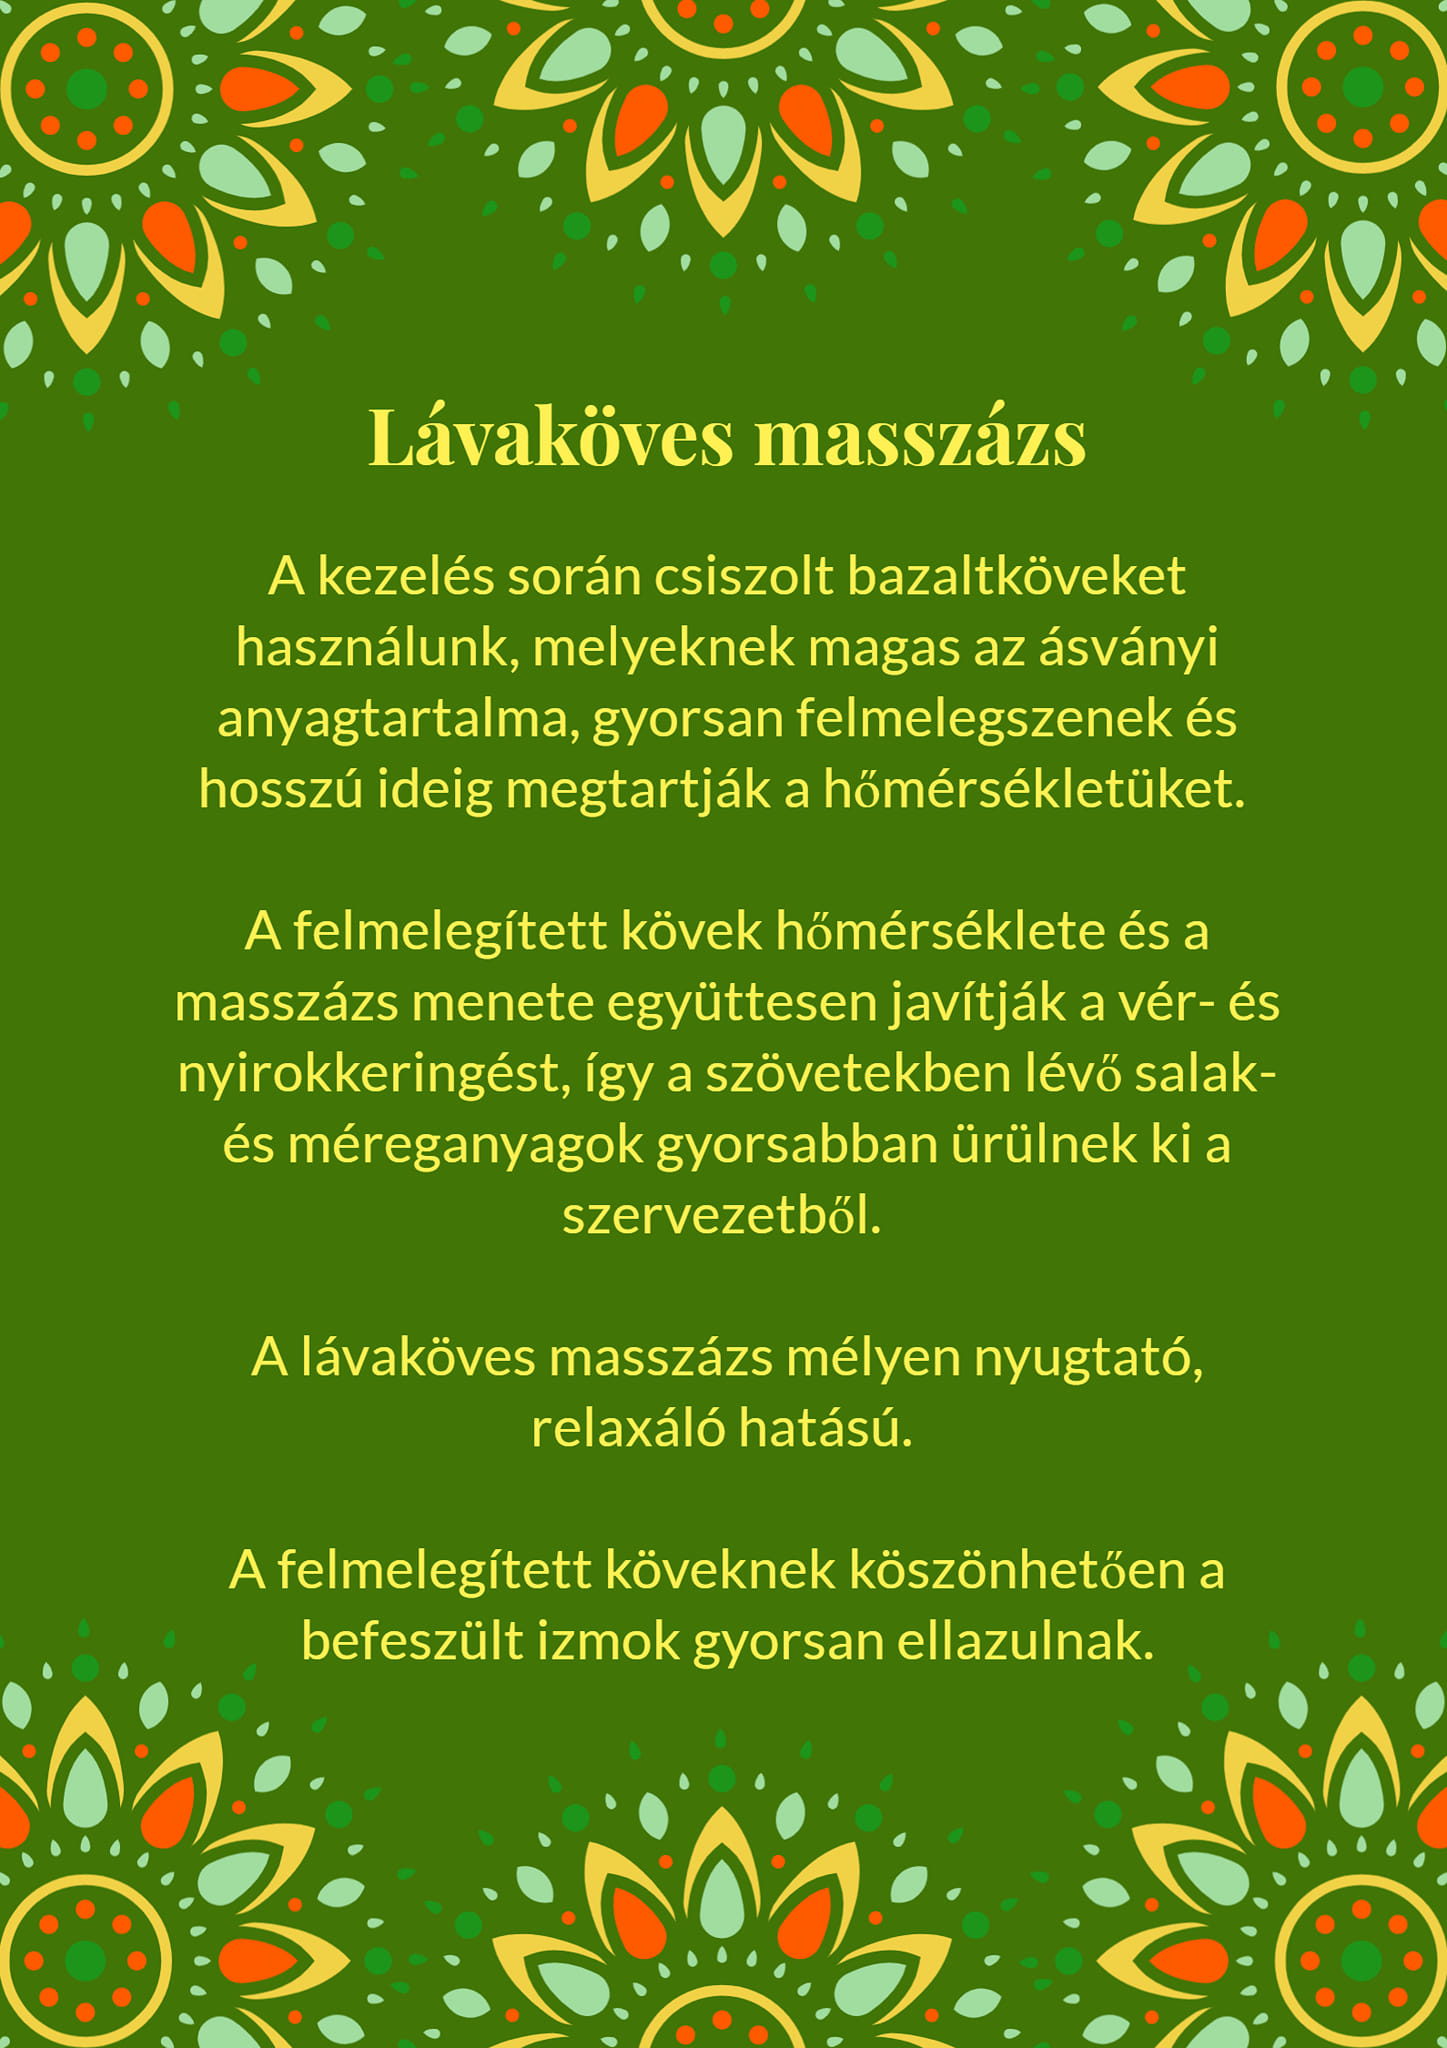 Lávaköves masszázs
A kezelés során csiszolt bazaltköveket
használunk, melyeknek magas az ásványi
anyagtartalma, gyorsan felmelegszenek és
hosszú ideig megtartják a hőmérsékletüket.
A felmelegített kövek hőmérséklete és a
masszázs menete együttesen javítják a vér- és
nyirokkeringést, így a szövetekben lévő salak-
és méreganyagok gyorsabban ürülnek ki a
szervezetből.
A lávaköves masszázs mélyen nyugtató,
relaxáló hatású.
A felmelegített köveknek köszönhetően a
befeszült izmok gyorsan ellazulnak.